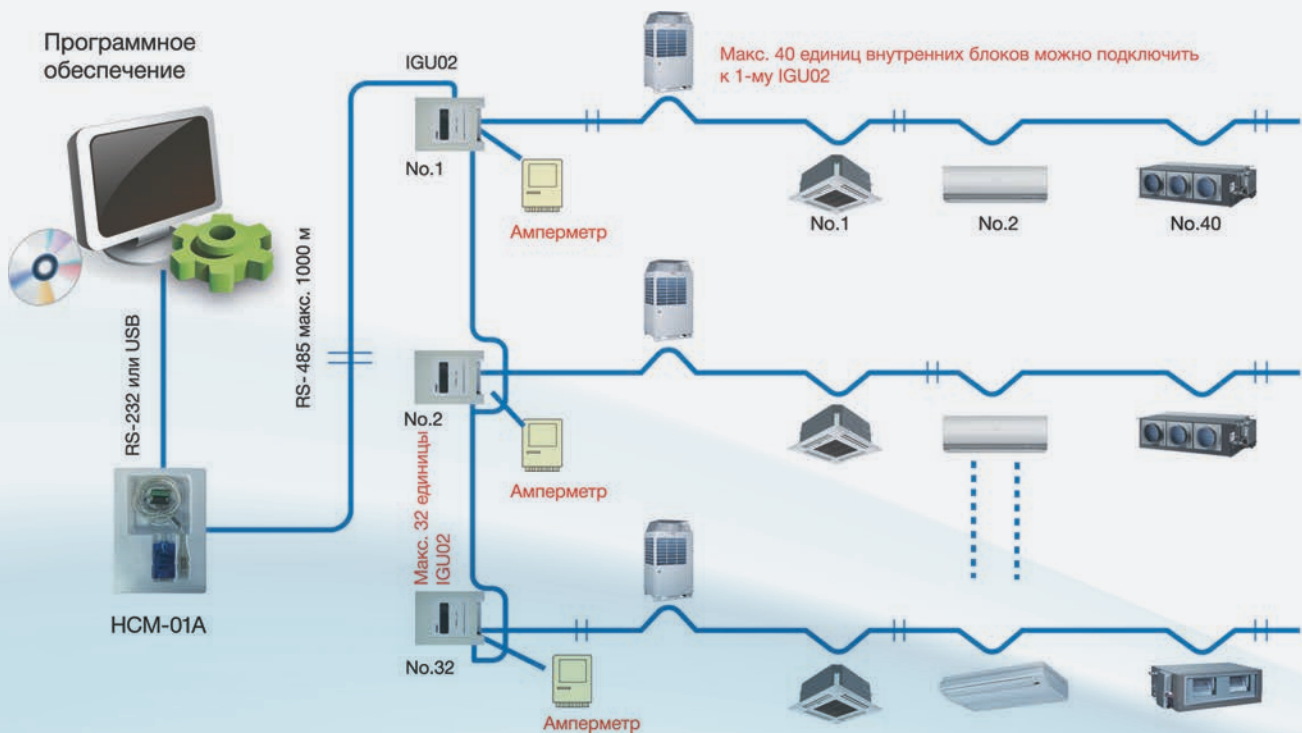 Программное
обеспечение
IGU02
Макс. 40 единиц внутренних блоков можно подключить
к 1-му IGU02
No.1
Амперметр
No.1
No.2
No.40
RS-232 или USB
RS-485 макс. 1000 м
No.2
Амперметр
Макс. 32 единицы
IGU02
HCM-01A
No.32
Амперметр